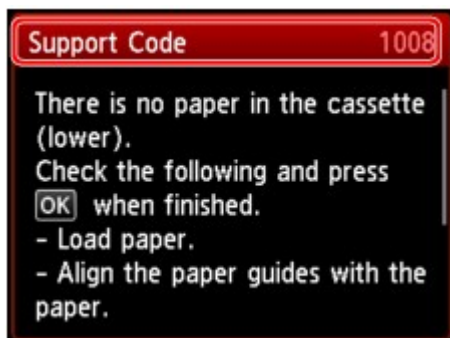 Support Code 1008
There is no paper in the cassette
(lower).
Check the following and press
OK when finished.
– Load paper.
– Align the paper guides with the
paper.